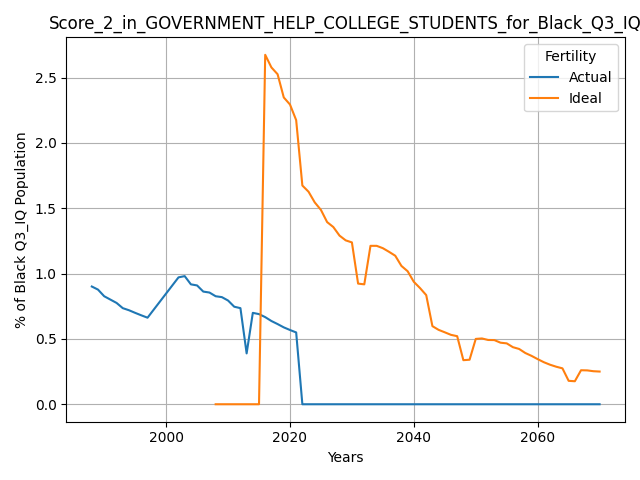 Score_2_in_GOVERNMENT_HELP_COLLEGE_STUDENTS_for_Black_Q3_IQ
Fertility
Actual
Ideal
2.5
2.0
1.5
1.0
0.5
0.0
% of Black Q3_IQ Population
2000
2020
2040
2060
Years